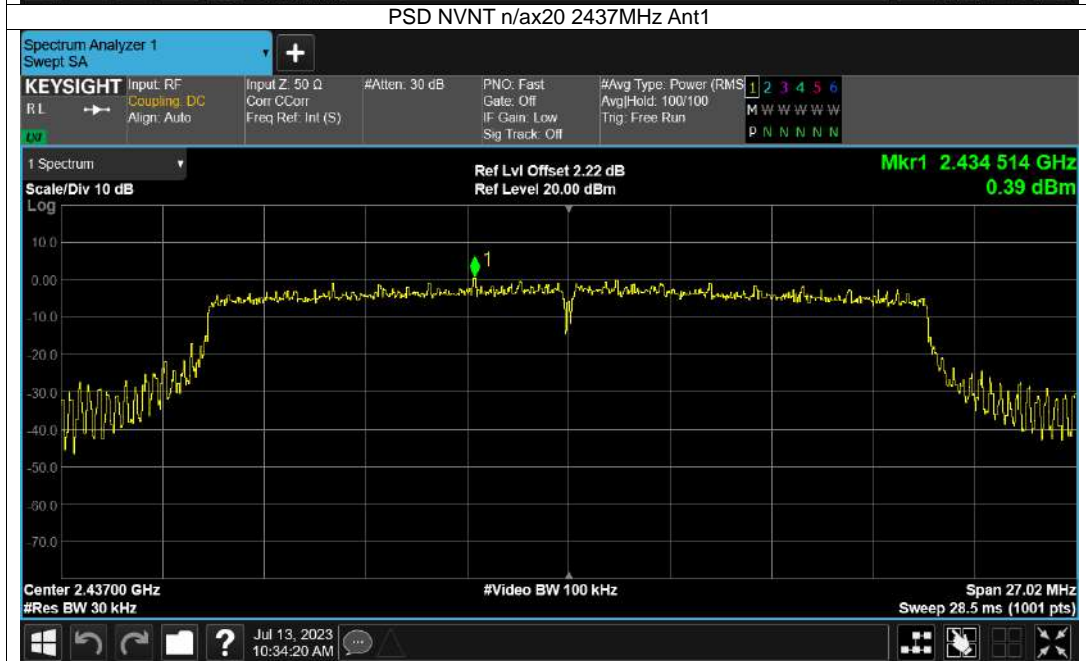 PSD NVNT n/ax20 2437MHz Ant1
Spectrum Analyzer 1
Swept SA
+
KEYSIGHT
RL
LXI
Input: RF
Coupling: DC
Align: Auto
Input Z: 50 Ω
Corr CCorr
Freq Ref: Int (S)
#Atten: 30 dB
PNO: Fast
Gate: Off
IF Gain: Low
Sig Track: Off
#Avg Type: Power (RMS
Avg|Hold: 100/100
Trig: Free Run
1 2 3 4 5 6
M W W W W W
P N N N N N
1 Spectrum
Scale/Div 10 dB
Log
Ref Lvl Offset 2.22 dB
Ref Level 20.00 dBm
Mkr1 2.434 514 GHz
0.39 dBm
10.0
0.00
-10.0
-20.0
-30.0
-40.0
-50.0
-60.0
-70.0
1
Center 2.43700 GHz
#Res BW 30 kHz
#Video BW 100 kHz
Span 27.02 MHz
Sweep 28.5 ms (1001 pts)
?
Jul 13, 2023
10:34:20 AM